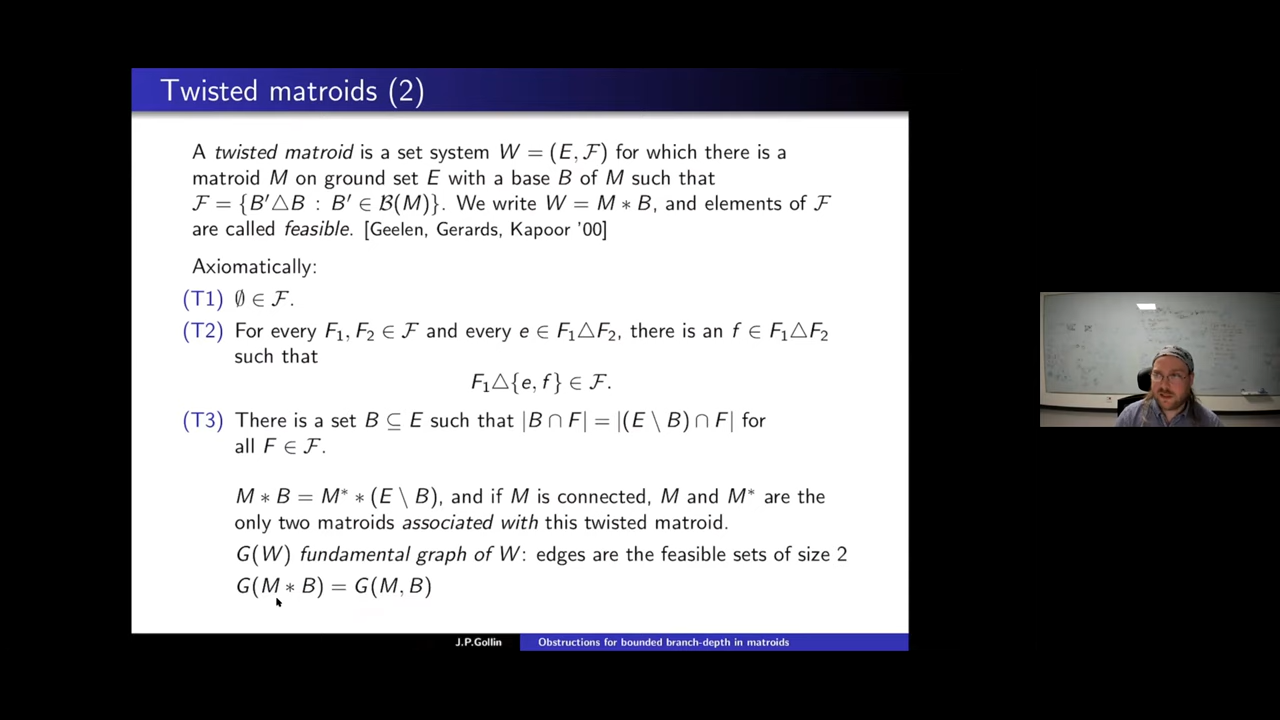 Twisted matroids (2)
A twisted matroid is a set system W = (E, ℱ) for which there is a
matroid M on ground set E with a base B of M such that
ℱ = {B′△B : B′ ∈ ℬ(M)}. We write W = M ∗ B, and elements of ℱ
are called feasible. [Geelen, Gerards, Kapoor '00]
Axiomatically:
(T1) ∅ ∈ ℱ.
(T2) For every F₁, F₂ ∈ ℱ and every e ∈ F₁△F₂, there is an f ∈ F₁△F₂
such that
F₁△{e, f} ∈ ℱ.
(T3) There is a set B ⊆ E such that |B ∩ F| = |(E \ B) ∩ F| for
all F ∈ ℱ.
M ∗ B = M* ∗ (E \ B), and if M is connected, M and M* are the
only two matroids associated with this twisted matroid.
G(W) fundamental graph of W: edges are the feasible sets of size 2
G(M ∗ B) = G(M, B)
J.P.Gollin Obstructions for bounded branch-depth in matroids